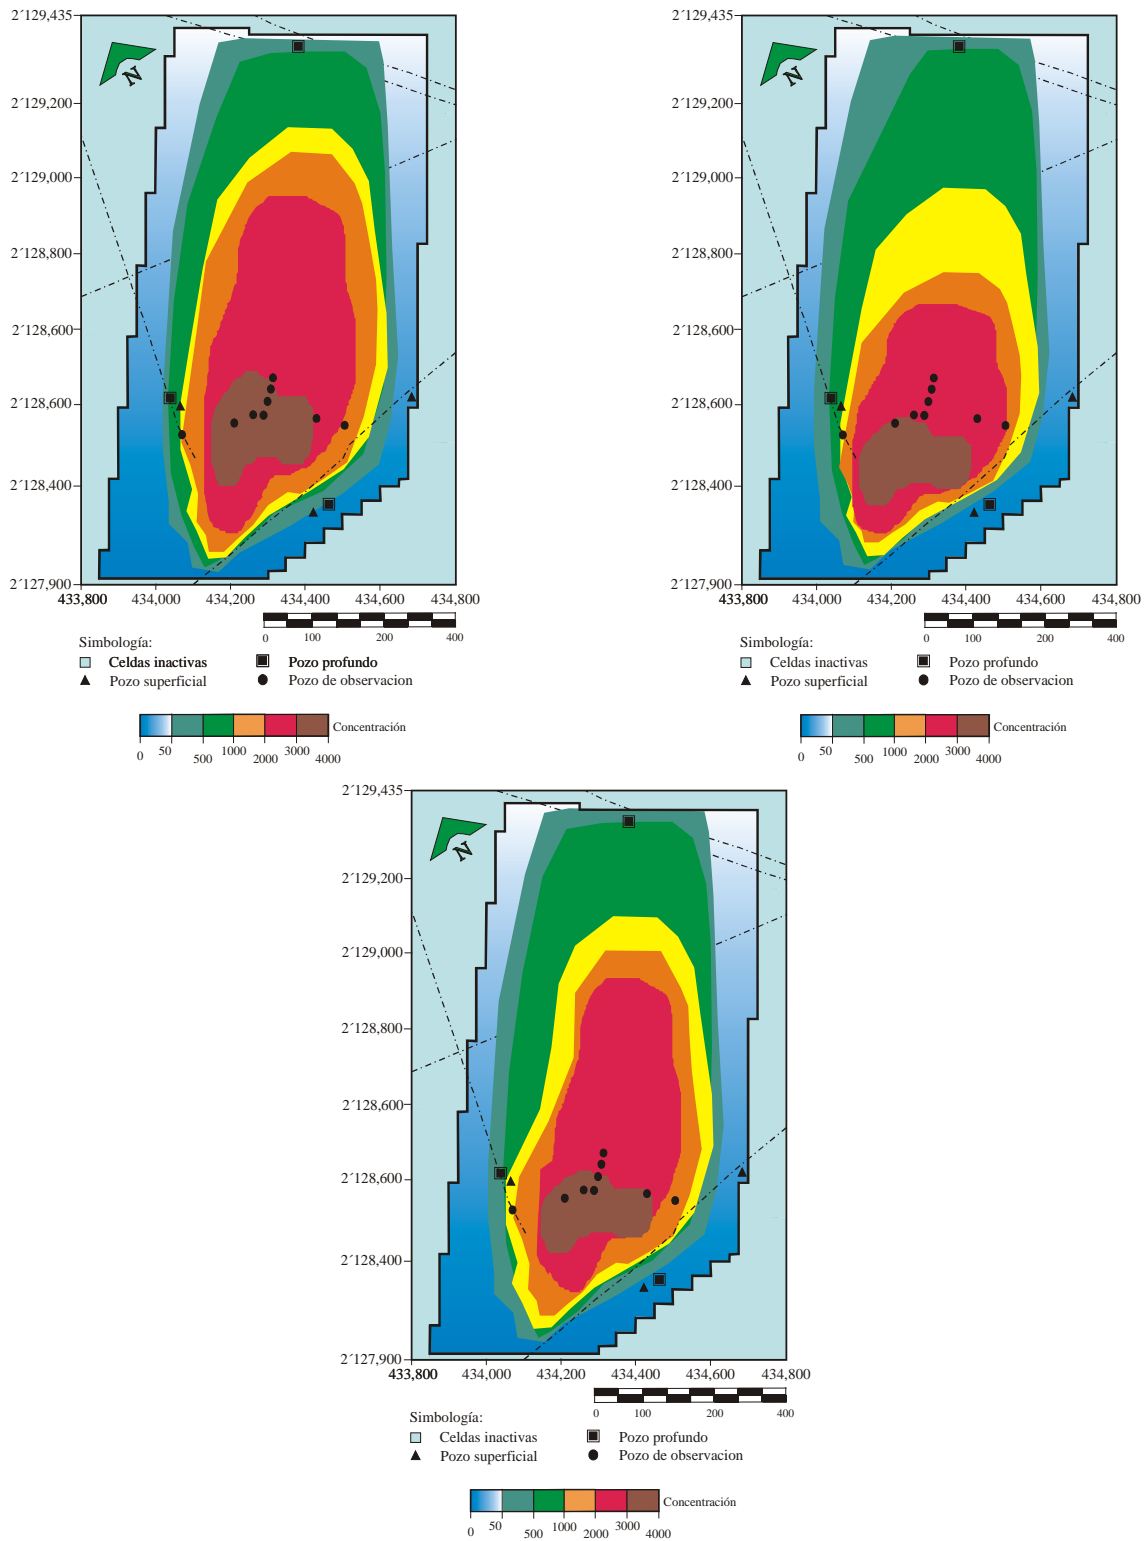 2´129,435
N
2´129,200
2´129,000
2´128,800
2´128,600
2´128,600
2´128,400
2´127,900
433,800 434,000 434,200 434,400 434,600 434,800
0 100 200 400
Simbología:
Celdas inactivas Pozo profundo
Pozo superficial Pozo de observacion
Concentración
0 50 500 1000 2000 3000 4000
2´129,435
N
2´129,200
2´129,000
2´128,800
2´128,600
2´128,600
2´128,400
2´127,900
433,800 434,000 434,200 434,400 434,600 434,800
0 100 200 400
Simbología:
Celdas inactivas Pozo profundo
Pozo superficial Pozo de observacion
Concentración
0 50 500 1000 2000 3000 4000
2´129,435
N
2´129,200
2´129,000
2´128,800
2´128,600
2´128,600
2´128,400
2´127,900
433,800 434,000 434,200 434,400 434,600 434,800
0 100 200 400
Simbología:
Celdas inactivas Pozo profundo
Pozo superficial Pozo de observacion
Concentración
0 50 500 1000 2000 3000 4000